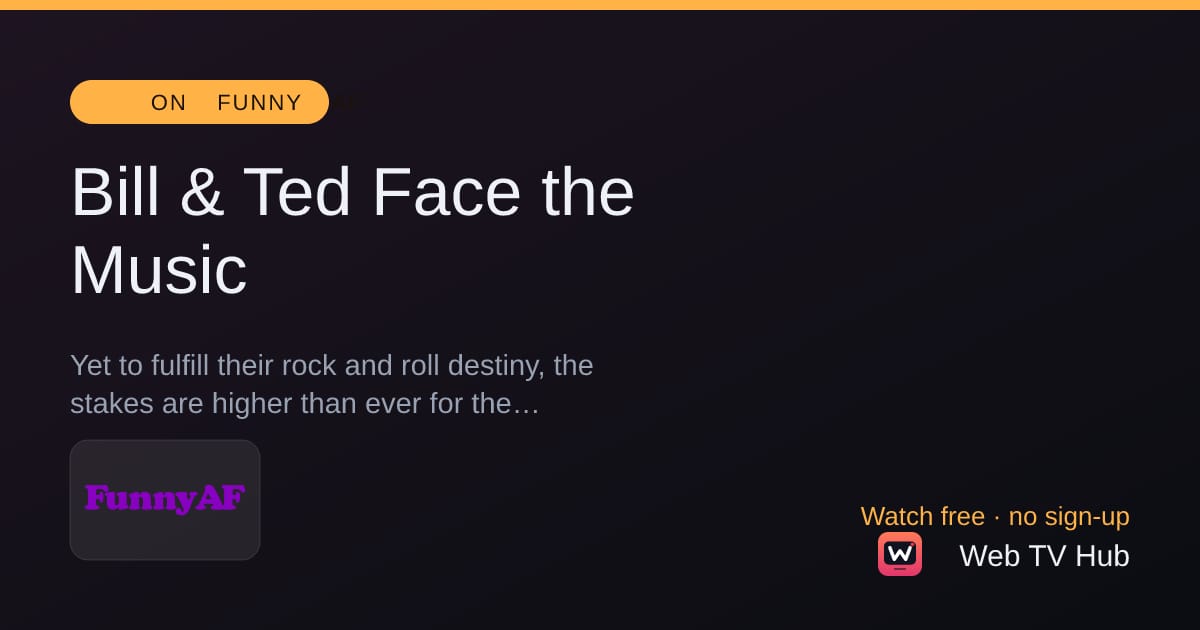 ON FUNNY
Bill & Ted Face the
Music
Yet to fulfill their rock and roll destiny, the
stakes are higher than ever for the…
FunnyAF
Watch free · no sign-up
W
Web TV Hub